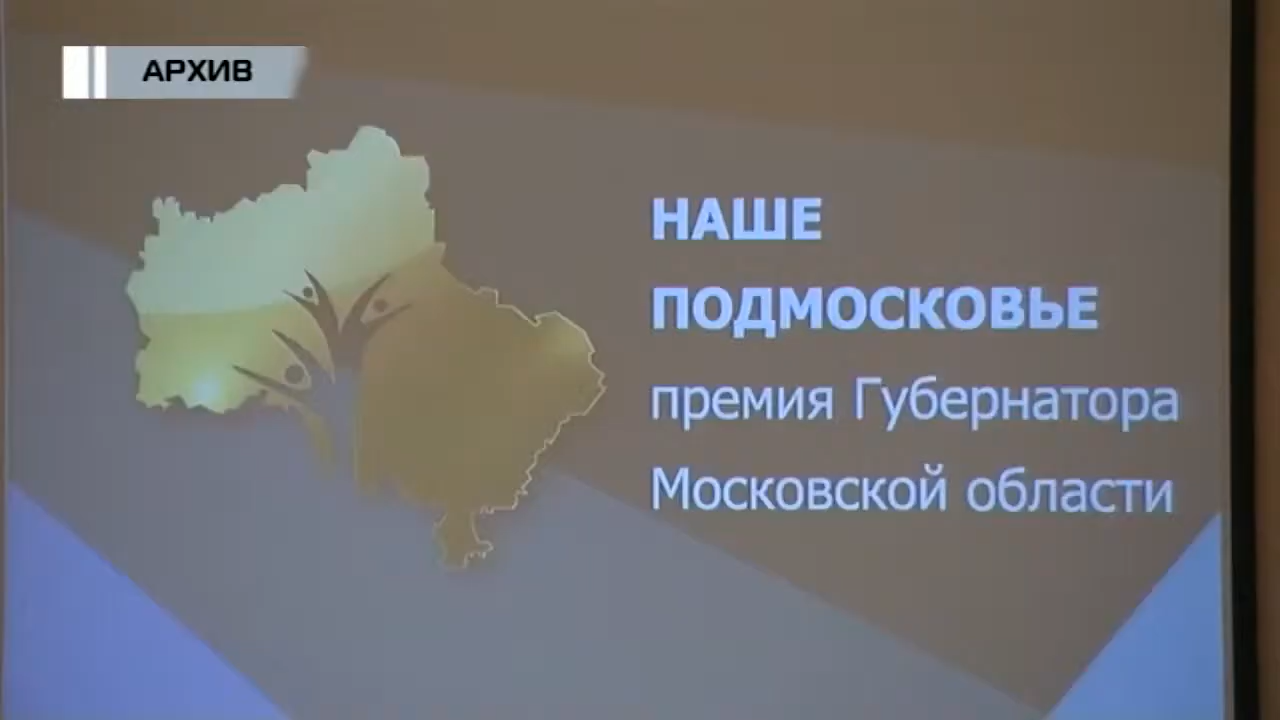 АРХИВ
НАШЕ
ПОДМОСКОВЬЕ
премия Губернатора
Московской области